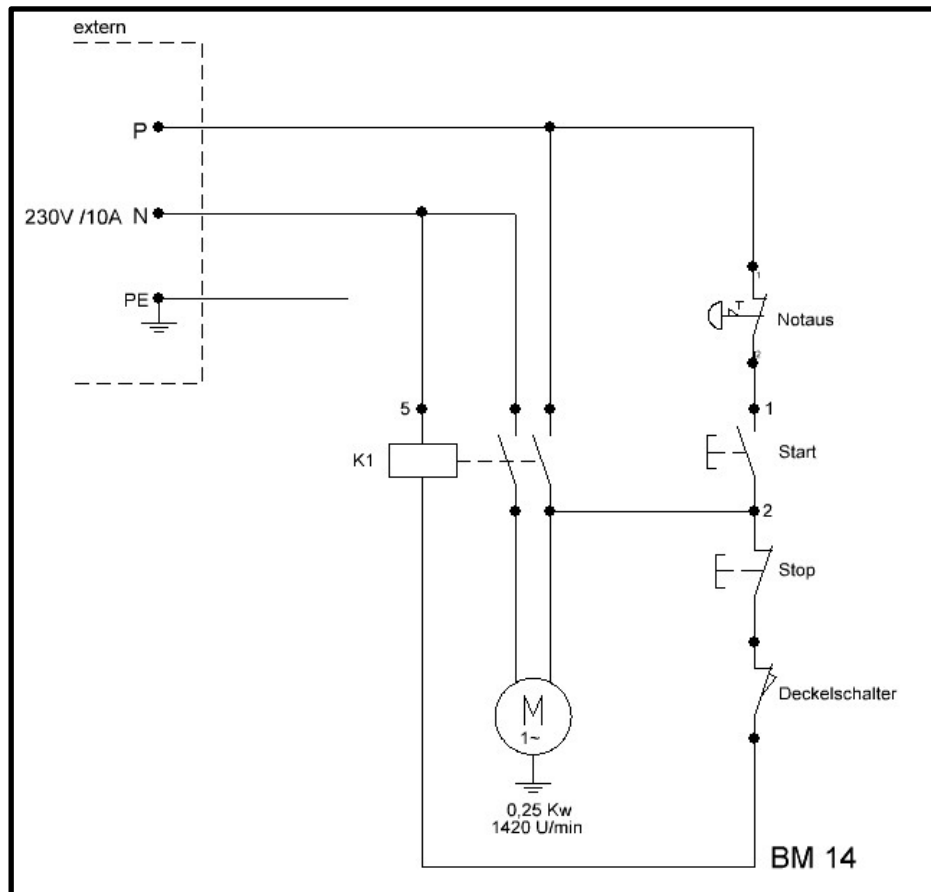 extern
P
230V /10A N
PE
1
T
Notaus
2
5
1
K1
Start
2
Stop
Deckelschalter
M
1~
0,25 Kw
1420 U/min
BM 14